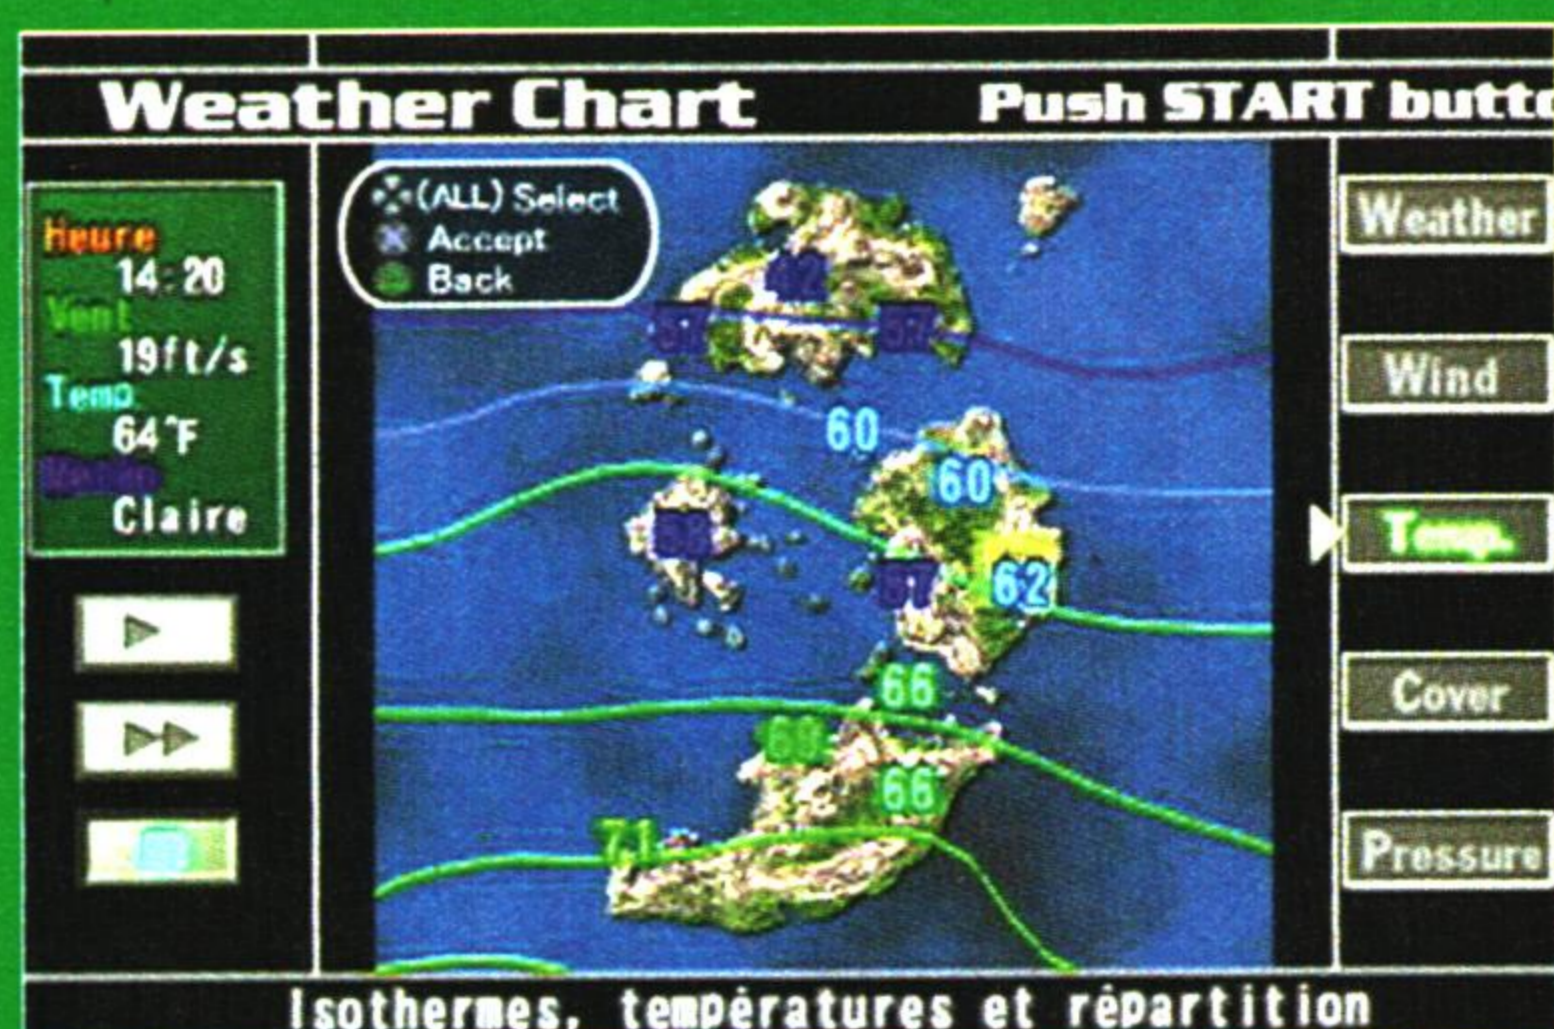 Weather Chart
Push START butto
(ALL) Select
Accept
Back
Heure
14:20
Vent
19ft/s
Temp
64°F
Claire
60
60
62
66
66
71
Weather
Wind
Temp.
Cover
Pressure
Isothermes, températures et répartition